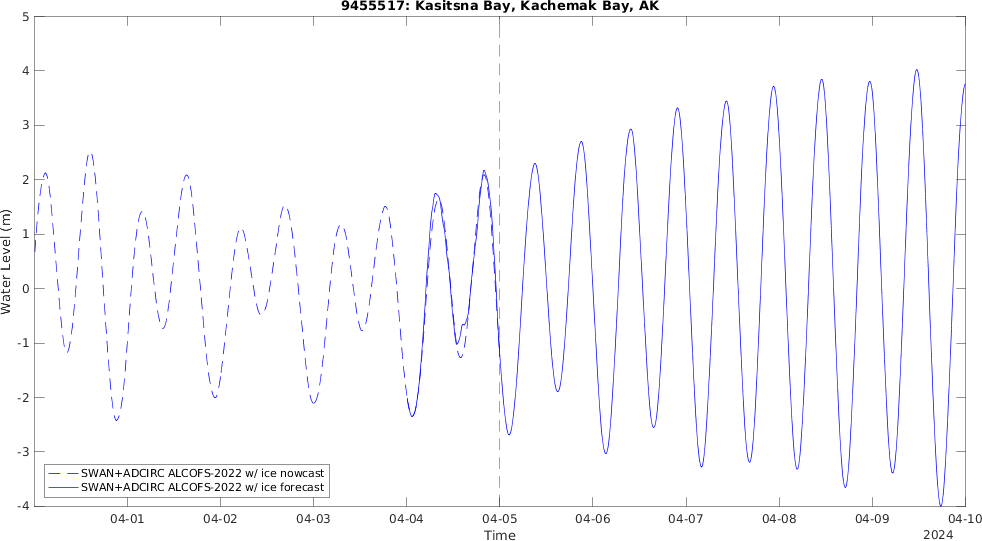 9455517: Kasitsna Bay, Kachemak Bay, AK
5
4
3
2
1
0
-1
-2
-3
-4
Water Level (m)
SWAN+ADCIRC ALCOFS-2022 w/ ice nowcast
SWAN+ADCIRC ALCOFS-2022 w/ ice forecast
04-01 04-02 04-03 04-04 04-05 04-06 04-07 04-08 04-09 04-10
Time
2024